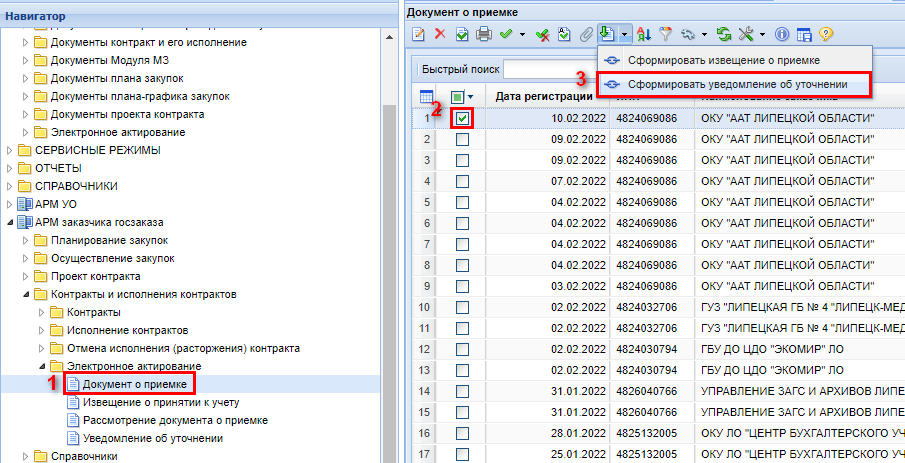 Навигатор
Документы контракт и его исполнение
Документы Модуля МЗ
Документы плана закупок
Документы плана-графика закупок
Документы проекта контракта
Электронное актирование
СЕРВИСНЫЕ РЕЖИМЫ
ОТЧЕТЫ
СПРАВОЧНИКИ
АРМ УО
АРМ заказчика госзаказа
Планирование закупок
Осуществление закупок
Проект контракта
Контракты и исполнения контрактов
Контракты
Исполнение контрактов
Отмена исполнения (расторжения) контракта
Электронное актирование
1 Документ о приемке
Извещение о принятии к учету
Рассмотрение документа о приемке
Уведомление об уточнении
Справочники
Документ о приемке
Сформировать извещение о приемке
3 Сформировать уведомление об уточнении
Быстрый поиск
2
Дата регистрации
1 10.02.2022 4824069086 ОКУ "ААТ ЛИПЕЦКОЙ ОБЛАСТИ"
2 09.02.2022 4824069086 ОКУ "ААТ ЛИПЕЦКОЙ ОБЛАСТИ"
3 09.02.2022 4824069086 ОКУ "ААТ ЛИПЕЦКОЙ ОБЛАСТИ"
4 07.02.2022 4824069086 ОКУ "ААТ ЛИПЕЦКОЙ ОБЛАСТИ"
5 04.02.2022 4824069086 ОКУ "ААТ ЛИПЕЦКОЙ ОБЛАСТИ"
6 04.02.2022 4824069086 ОКУ "ААТ ЛИПЕЦКОЙ ОБЛАСТИ"
7 04.02.2022 4824069086 ОКУ "ААТ ЛИПЕЦКОЙ ОБЛАСТИ"
8 04.02.2022 4824069086 ОКУ "ААТ ЛИПЕЦКОЙ ОБЛАСТИ"
9 03.02.2022 4824069086 ОКУ "ААТ ЛИПЕЦКОЙ ОБЛАСТИ"
10 02.02.2022 4824032706 ГУЗ "ЛИПЕЦКАЯ ГБ № 4 "ЛИПЕЦК-МЕД
11 02.02.2022 4824032706 ГУЗ "ЛИПЕЦКАЯ ГБ № 4 "ЛИПЕЦК-МЕД
12 02.02.2022 4824030794 ГБУ ДО ЦДО "ЭКОМИР" ЛО
13 02.02.2022 4824030794 ГБУ ДО ЦДО "ЭКОМИР" ЛО
14 31.01.2022 4826040766 УПРАВЛЕНИЕ ЗАГС И АРХИВОВ ЛИПЕ
15 31.01.2022 4826040766 УПРАВЛЕНИЕ ЗАГС И АРХИВОВ ЛИПЕ
16 28.01.2022 4825132005 ОКУ ЛО "ЦЕНТР БУХГАЛТЕРСКОГО УЧ
17 25.01.2022 4825132005 ОКУ ЛО "ЦЕНТР БУХГАЛТЕРСКОГО УЧ